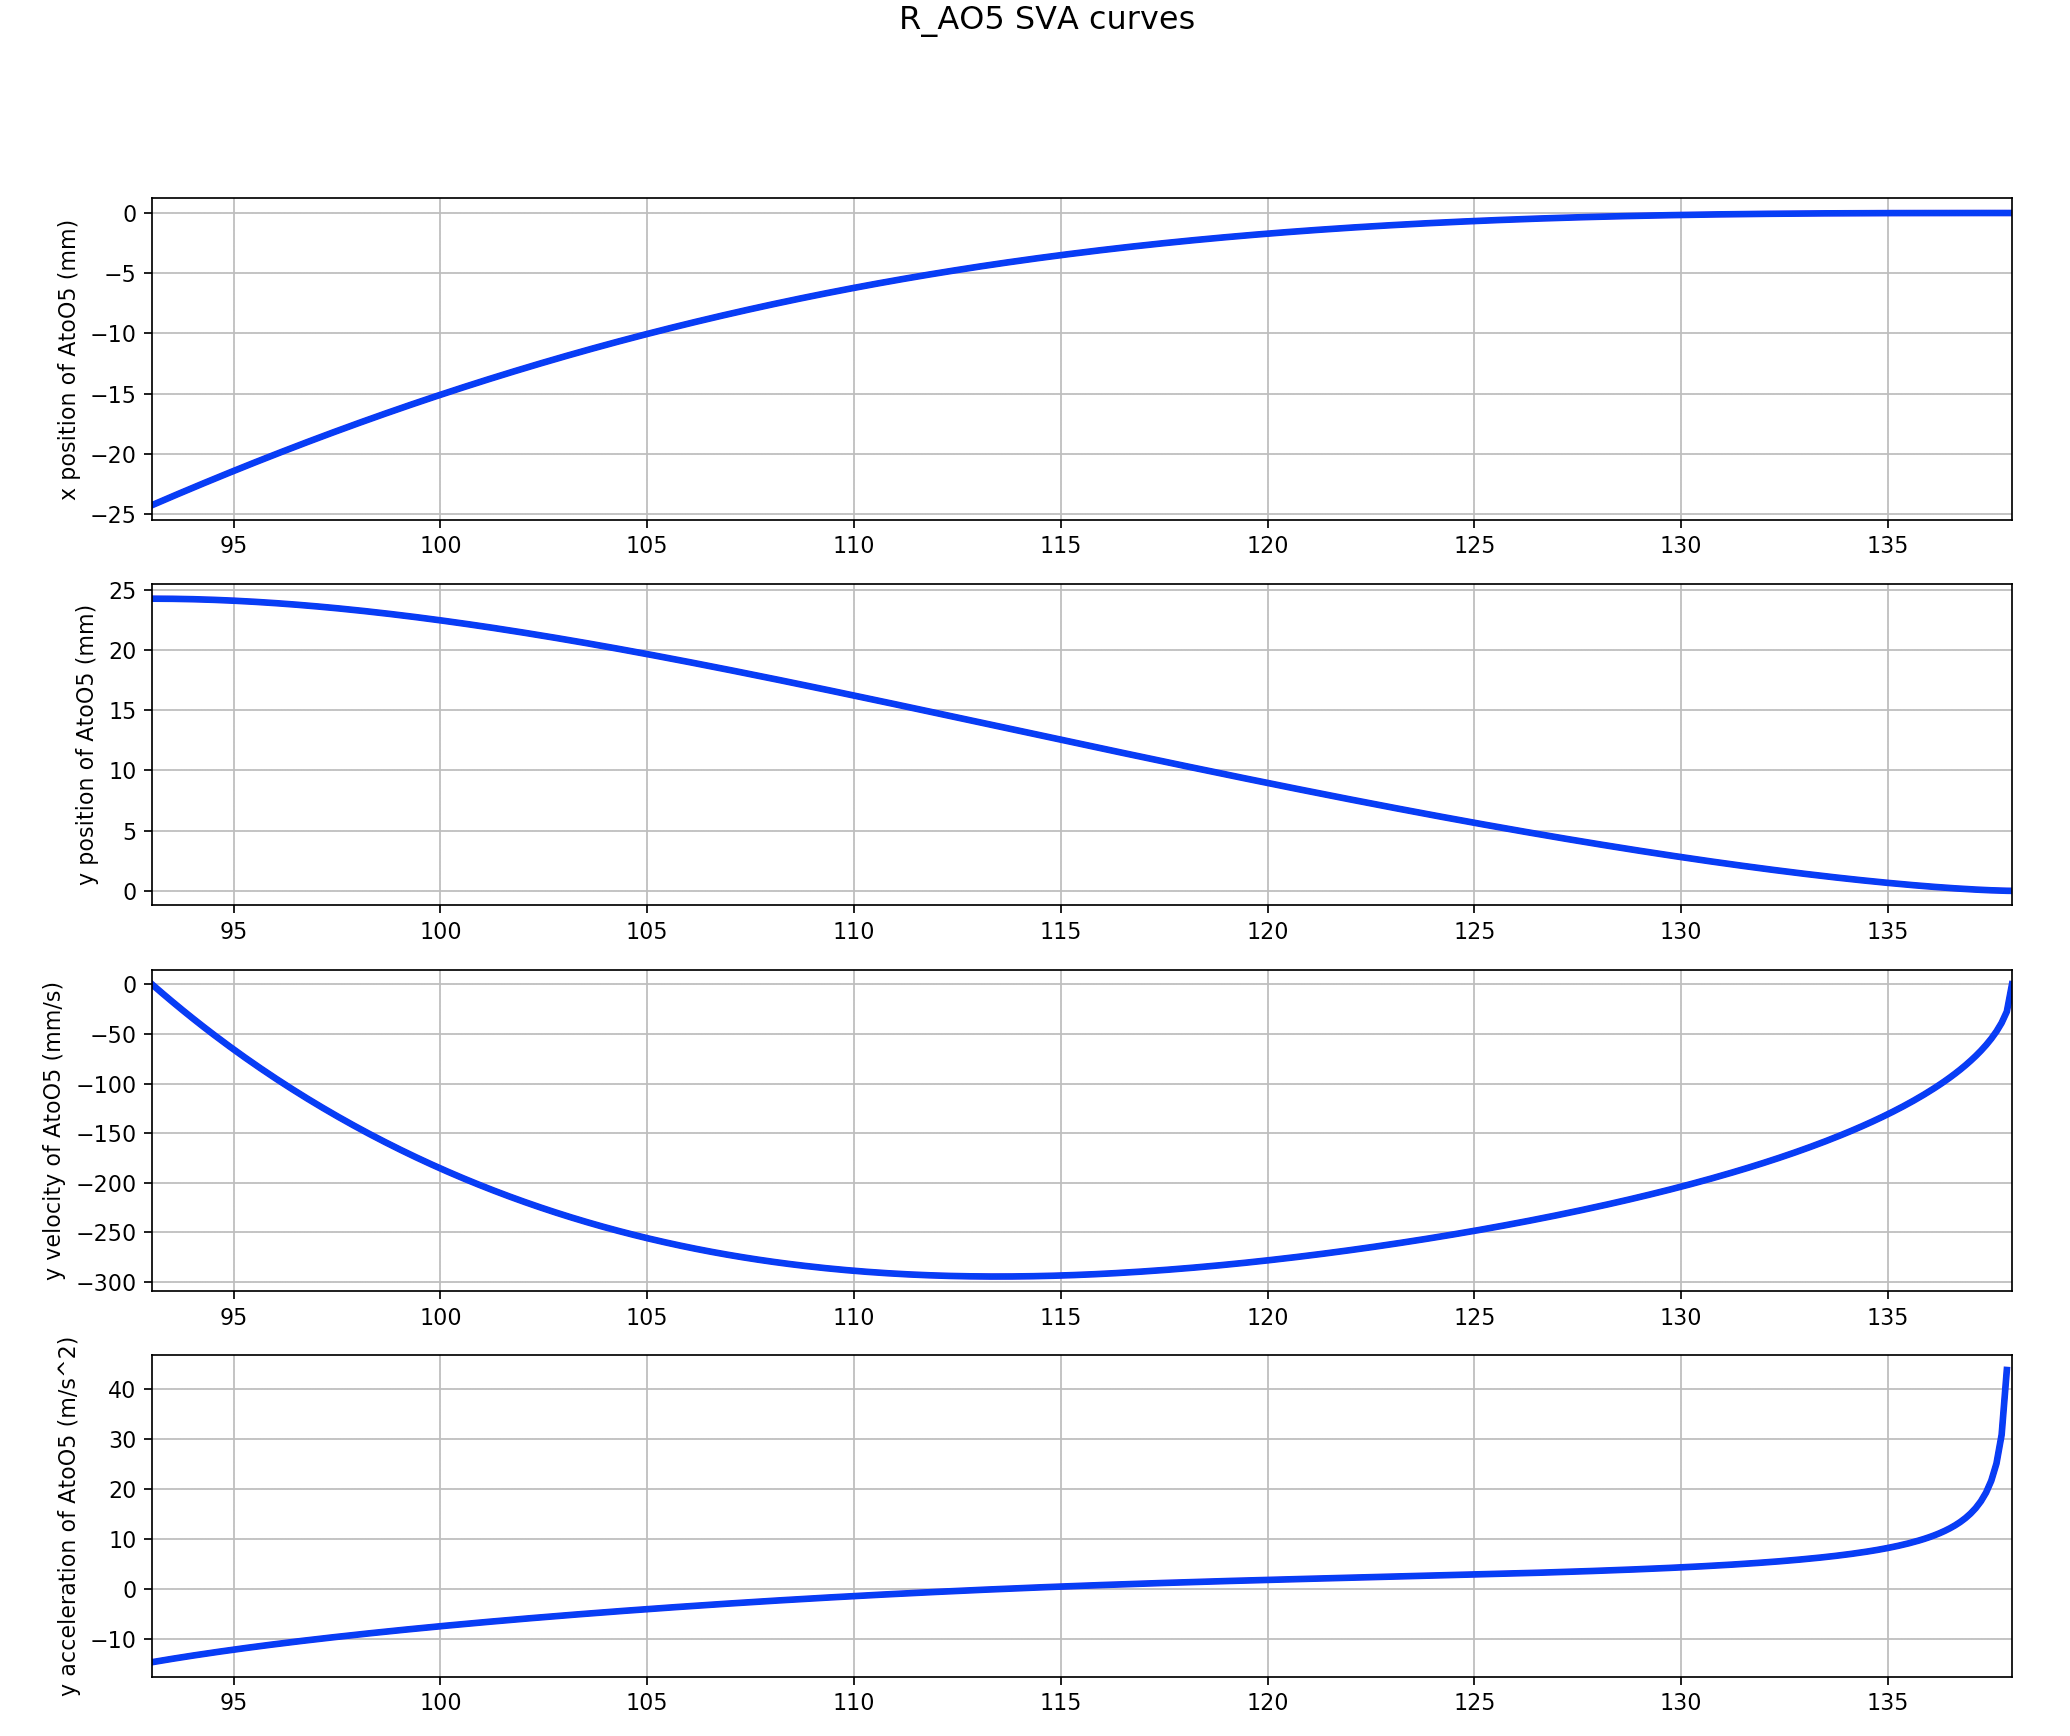 R_AO5 SVA curves
x position of AtoO5 (mm)
0
−5
−10
−15
−20
−25
95 100 105 110 115 120 125 130 135
y position of AtoO5 (mm)
25
20
15
10
5
0
95 100 105 110 115 120 125 130 135
y velocity of AtoO5 (mm/s)
0
−50
−100
−150
−200
−250
−300
95 100 105 110 115 120 125 130 135
y acceleration of AtoO5 (m/s^2)
40
30
20
10
0
−10
95 100 105 110 115 120 125 130 135